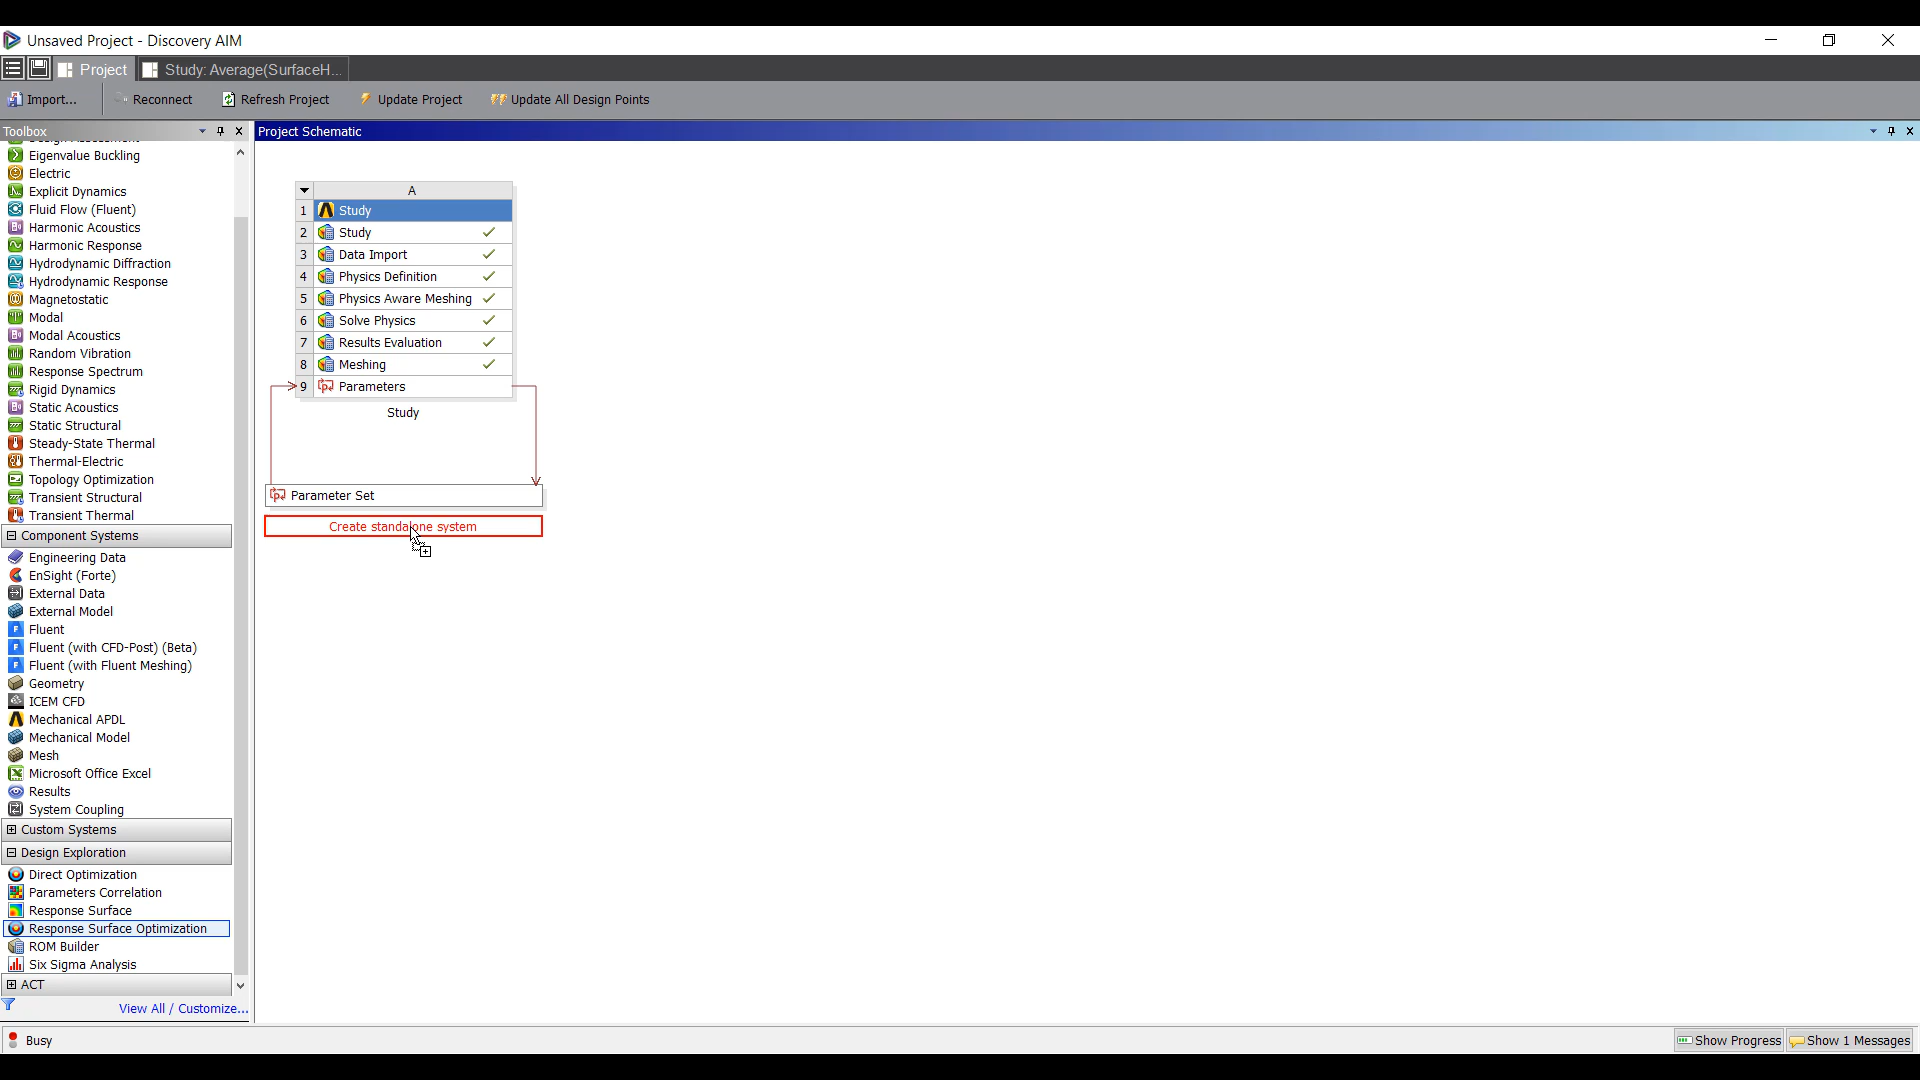 Unsaved Project - Discovery AIM
Project
Study: Average(SurfaceH...
Import...
Reconnect
Refresh Project
Update Project
Update All Design Points
Toolbox
Eigenvalue Buckling
Electric
Explicit Dynamics
Fluid Flow (Fluent)
Harmonic Acoustics
Harmonic Response
Hydrodynamic Diffraction
Hydrodynamic Response
Magnetostatic
Modal
Modal Acoustics
Random Vibration
Response Spectrum
Rigid Dynamics
Static Acoustics
Static Structural
Steady-State Thermal
Thermal-Electric
Topology Optimization
Transient Structural
Transient Thermal
Component Systems
Engineering Data
EnSight (Forte)
External Data
External Model
Fluent
Fluent (with CFD-Post) (Beta)
Fluent (with Fluent Meshing)
Geometry
ICEM CFD
Mechanical APDL
Mechanical Model
Mesh
Microsoft Office Excel
Results
System Coupling
Custom Systems
Design Exploration
Direct Optimization
Parameters Correlation
Response Surface
Response Surface Optimization
ROM Builder
Six Sigma Analysis
ACT
View All / Customize...
Project Schematic
A
1 Study
2 Study
3 Data Import
4 Physics Definition
5 Physics Aware Meshing
6 Solve Physics
7 Results Evaluation
8 Meshing
9 Parameters
Study
Parameter Set
Create standalone system
Busy
Show Progress
Show 1 Messages